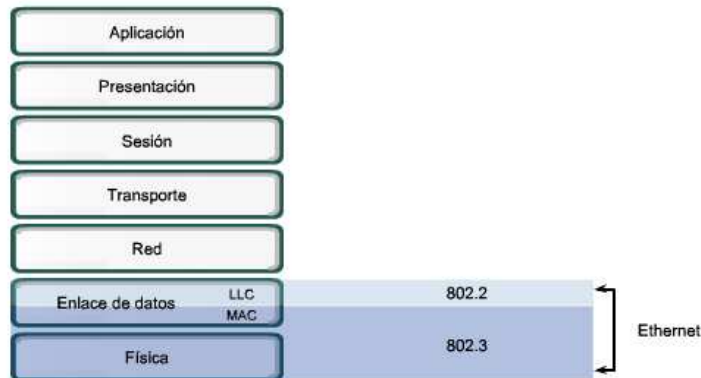 Aplicación
Presentación
Sesión
Transporte
Red
Enlace de datos
LLC
MAC
802.2
Física
802.3
Ethernet